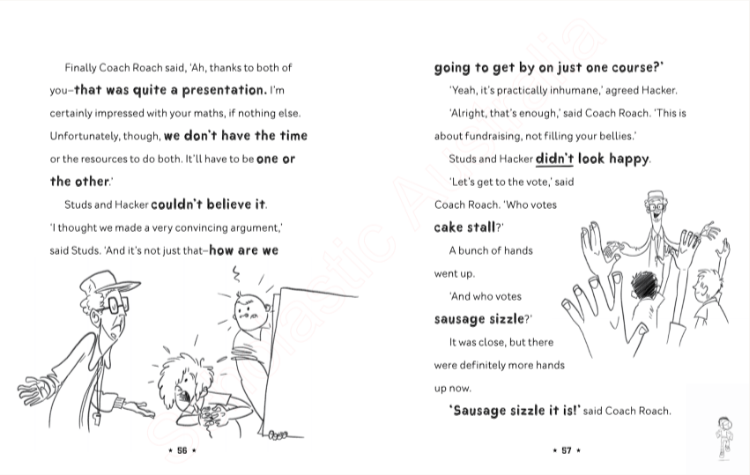 Finally Coach Roach said, 'Ah, thanks to both of
you–that was quite a presentation. I'm
certainly impressed with your maths, if nothing else.
Unfortunately, though, we don't have the time
or the resources to do both. It'll have to be one or
the other.'
Studs and Hacker couldn't believe it.
'I thought we made a very convincing argument,'
said Studs. 'And it's not just that–how are we
★ 56 ★
going to get by on just one course?'
'Yeah, it's practically inhumane,' agreed Hacker.
'Alright, that's enough,' said Coach Roach. 'This is
about fundraising, not filling your bellies.'
Studs and Hacker didn't look happy.
'Let's get to the vote,' said
Coach Roach. 'Who votes
cake stall?'
A bunch of hands
went up.
'And who votes
sausage sizzle?'
It was close, but there
were definitely more hands
up now.
'Sausage sizzle it is!' said Coach Roach.
★ 57 ★